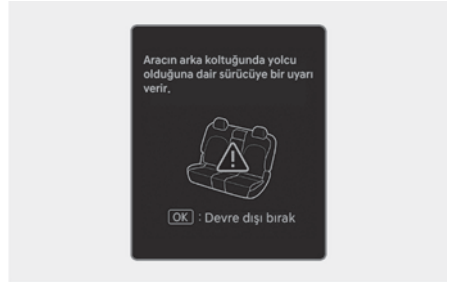 Aracın arka koltuğunda yolcu
olduğuna dair sürücüye bir uyarı
verir.
OK : Devre dışı bırak